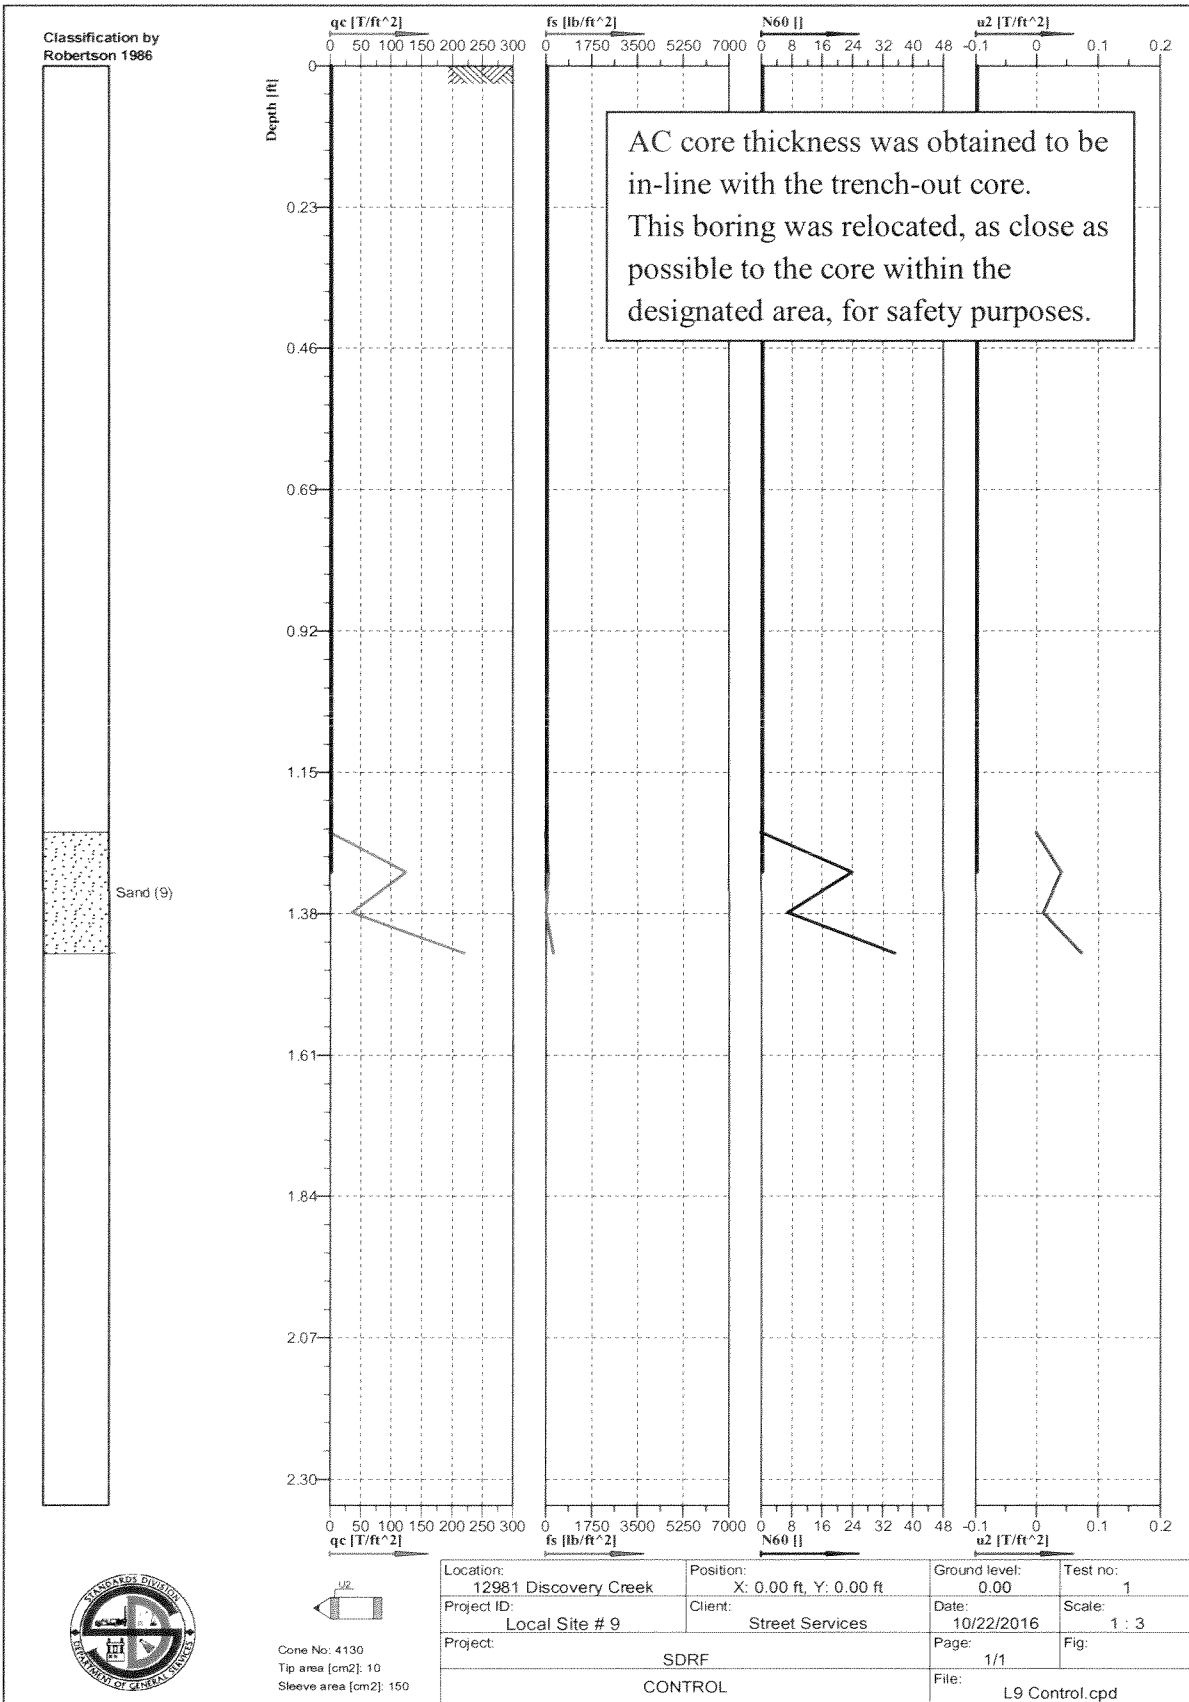 Classification by
Robertson 1986
qc [T/ft^2]
0 50 100 150 200 250 300
fs [lb/ft^2]
0 1750 3500 5250 7000
N60 []
0 8 16 24 32 40 48
u2 [T/ft^2]
-0.1 0 0.1 0.2
Depth [ft]
0
0.23
0.46
0.69
0.92
1.15
1.38
1.61
1.84
2.07
2.30
AC core thickness was obtained to be
in-line with the trench-out core.
This boring was relocated, as close as
possible to the core within the
designated area, for safety purposes.
Sand (9)
0 50 100 150 200 250 300
qc [T/ft^2]
0 1750 3500 5250 7000
fs [lb/ft^2]
0 8 16 24 32 40 48
N60 []
-0.1 0 0.1 0.2
u2 [T/ft^2]
STANDARDS DIVISION
DEPARTMENT OF GENERAL SERVICES
U2
Cone No: 4130
Tip area [cm2]: 10
Sleeve area [cm2]: 150
Location:
12981 Discovery Creek
Position:
X: 0.00 ft, Y: 0.00 ft
Ground level:
0.00
Test no:
1
Project ID:
Local Site # 9
Client:
Street Services
Date:
10/22/2016
Scale:
1 : 3
Project:
SDRF
Page:
1/1
Fig:
CONTROL
File:
L9 Control.cpd